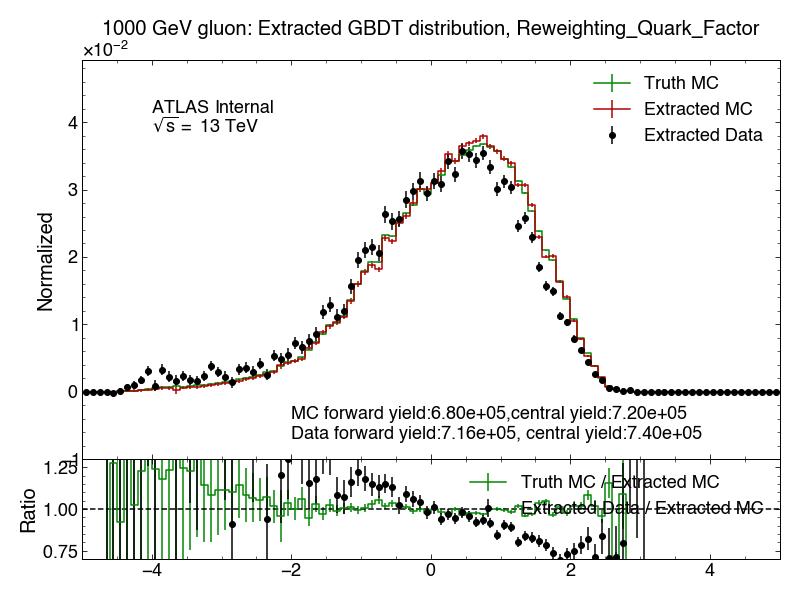 1000 GeV gluon: Extracted GBDT distribution, Reweighting_Quark_Factor
×10⁻²
ATLAS Internal
√s = 13 TeV
Truth MC
Extracted MC
Extracted Data
Normalized
4
3
2
1
0
MC forward yield:6.80e+05,central yield:7.20e+05
Data forward yield:7.16e+05, central yield:7.40e+05
1
Ratio
1.25
1.00
0.75
Truth MC / Extracted MC
Extracted Data / Extracted MC
−4 −2 0 2 4